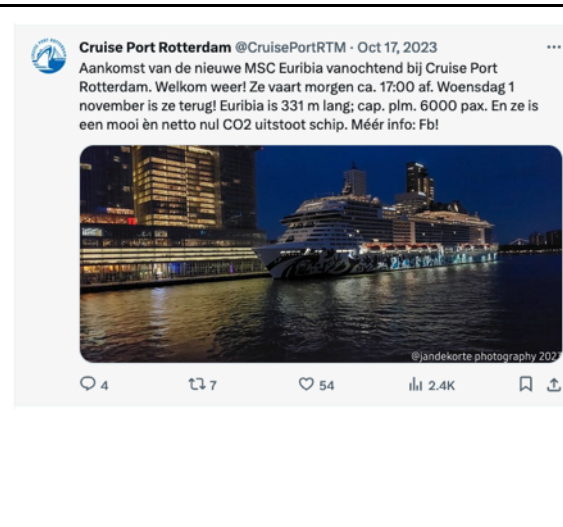 Cruise Port Rotterdam @CruisePortRTM · Oct 17, 2023
Aankomst van de nieuwe MSC Euribia vanochtend bij Cruise Port
Rotterdam. Welkom weer! Ze vaart morgen ca. 17:00 af. Woensdag 1
november is ze terug! Euribia is 331 m lang; cap. plm. 6000 pax. En ze is
een mooi èn netto nul CO2 uitstoot schip. Méér info: Fb!
@jandekorte photography 2023
4 7 54 2.4K